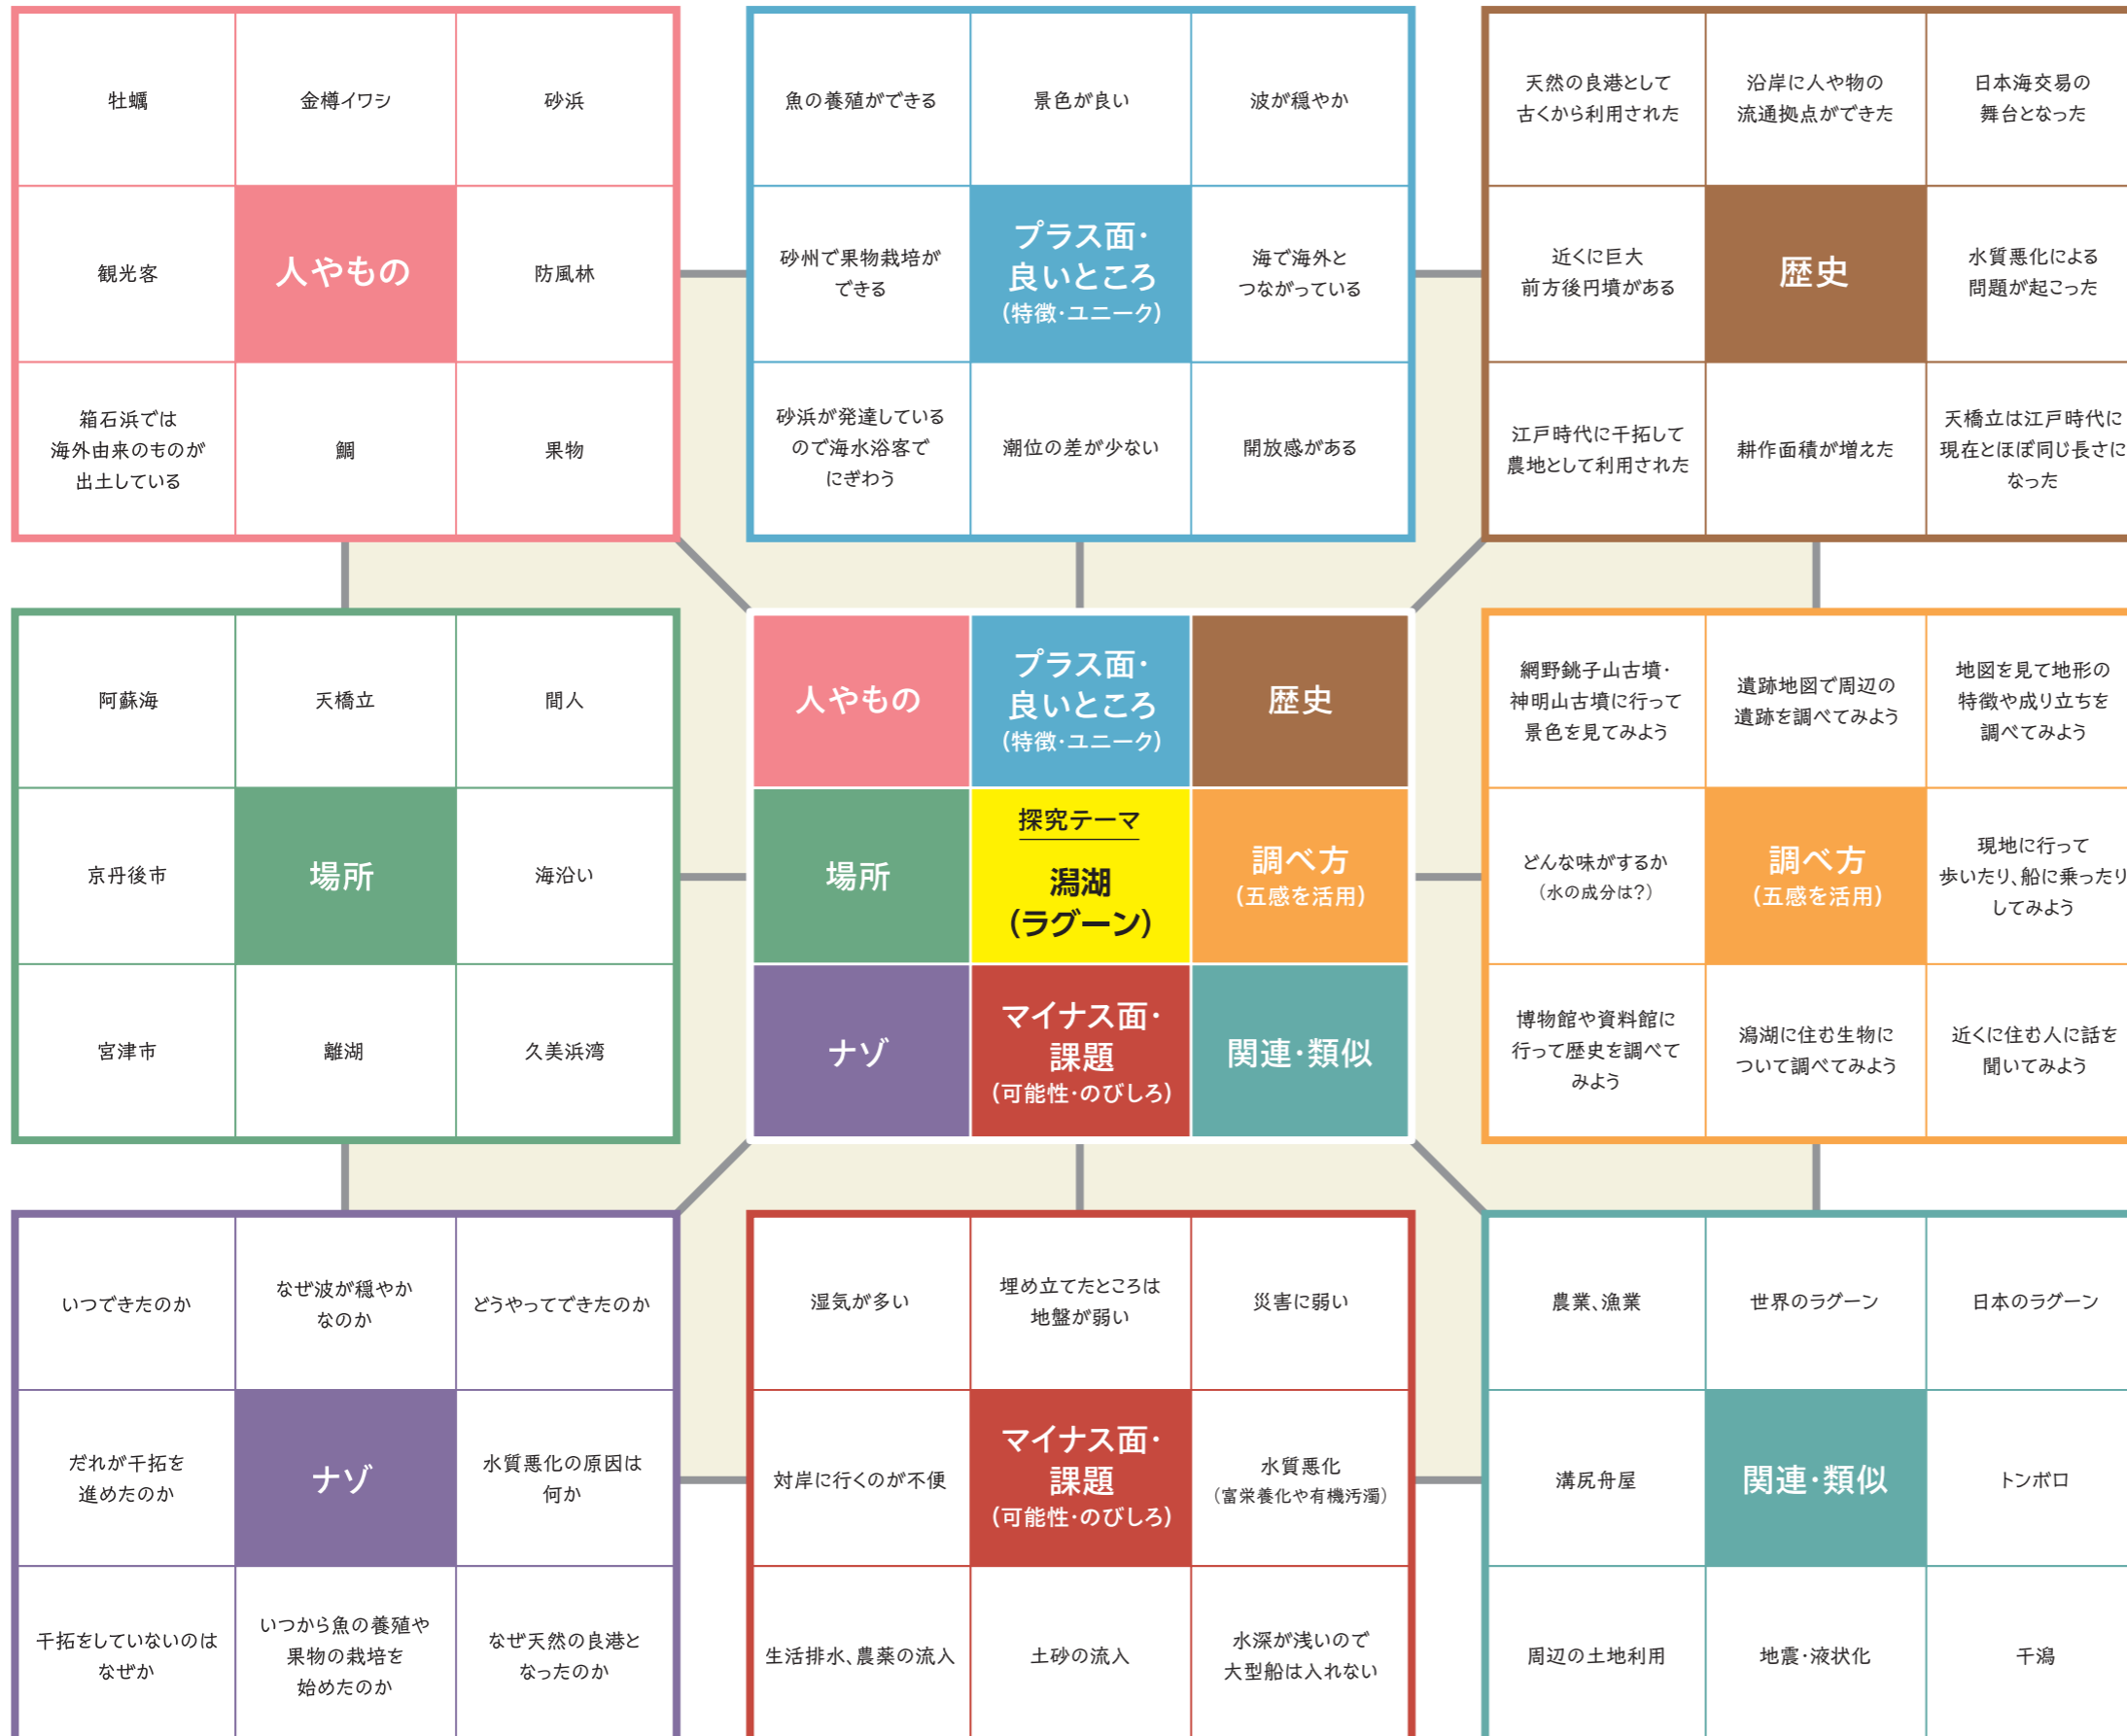 牡蠣
金樽イワシ
砂浜
観光客
人やもの
防風林
箱石浜では
海外由来のものが
出土している
鯛
果物
魚の養殖ができる
景色が良い
波が穏やか
砂州で果物栽培が
できる
プラス面・
良いところ
(特徴・ユニーク)
海で海外と
つながっている
砂浜が発達している
ので海水浴客で
にぎわう
潮位の差が少ない
開放感がある
天然の良港として
古くから利用された
沿岸に人や物の
流通拠点ができた
日本海交易の
舞台となった
近くに巨大
前方後円墳がある
歴史
水質悪化による
問題が起こった
江戸時代に干拓して
農地として利用された
耕作面積が増えた
天橋立は江戸時代に
現在とほぼ同じ長さに
なった
阿蘇海
天橋立
間人
京丹後市
場所
海沿い
宮津市
離湖
久美浜湾
人やもの
プラス面・
良いところ
(特徴・ユニーク)
歴史
場所
探究テーマ
潟湖
(ラグーン)
調べ方
(五感を活用)
ナゾ
マイナス面・
課題
(可能性・のびしろ)
関連・類似
網野銚子山古墳・
神明山古墳に行って
景色を見てみよう
遺跡地図で周辺の
遺跡を調べてみよう
地図を見て地形の
特徴や成り立ちを
調べてみよう
どんな味がするか
(水の成分は?)
調べ方
(五感を活用)
現地に行って
歩いたり、船に乗ったり
してみよう
博物館や資料館に
行って歴史を調べて
みよう
潟湖に住む生物に
ついて調べてみよう
近くに住む人に話を
聞いてみよう
いつできたのか
なぜ波が穏やか
なのか
どうやってできたのか
だれが干拓を
進めたのか
ナゾ
水質悪化の原因は
何か
干拓をしていないのは
なぜか
いつから魚の養殖や
果物の栽培を
始めたのか
なぜ天然の良港と
なったのか
湿気が多い
埋め立てたところは
地盤が弱い
災害に弱い
対岸に行くのが不便
マイナス面・
課題
(可能性・のびしろ)
水質悪化
(富栄養化や有機汚濁)
生活排水、農薬の流入
土砂の流入
水深が浅いので
大型船は入れない
農業、漁業
世界のラグーン
日本のラグーン
溝尻舟屋
関連・類似
トンボロ
周辺の土地利用
地震・液状化
干潟